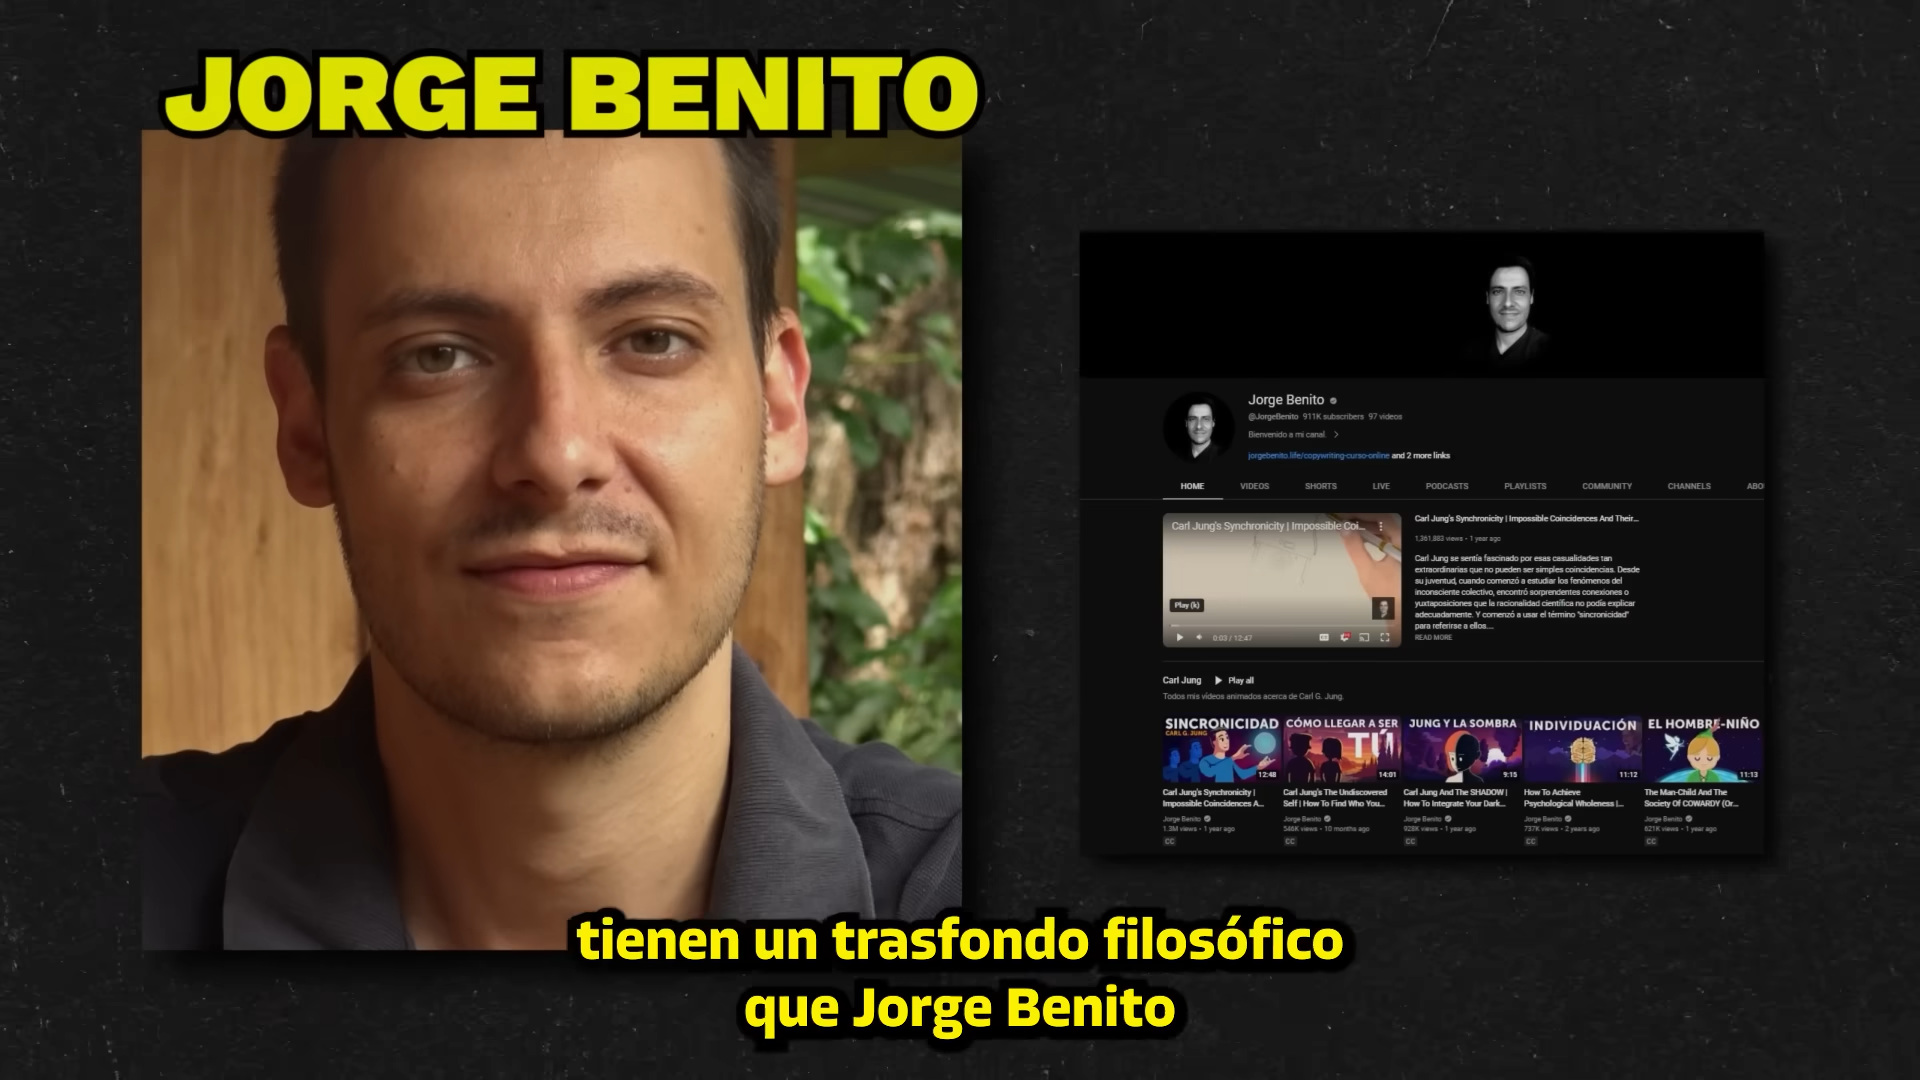 JORGE BENITO
Jorge Benito
@JorgeBenito 911K subscribers 97 videos
Bienvenido a mi canal.
jorgebenito.life/copywriting-curso-online and 2 more links
HOME VIDEOS SHORTS LIVE PODCASTS PLAYLISTS COMMUNITY CHANNELS ABO
Carl Jung's Synchronicity | Impossible Coi...
Play (k)
0:03 / 12:47
Carl Jung's Synchronicity | Impossible Coincidences And Their...
1,361,883 views • 1 year ago
Carl Jung se sentía fascinado por esas casualidades tan
extraordinarias que no pueden ser simples coincidencias. Desde
su juventud, cuando comenzó a estudiar los fenómenos del
inconsciente colectivo, encontró sorprendentes conexiones o
yuxtaposiciones que la racionalidad científica no podía explicar
adecuadamente. Y comenzó a usar el término "sincronicidad"
para referirse a ellos....
READ MORE
Carl Jung Play all
Todos mis vídeos animados acerca de Carl G. Jung.
SINCRONICIDAD
CARL G. JUNG
12:48
Carl Jung's Synchronicity |
Impossible Coincidences A...
Jorge Benito
1.3M views • 1 year ago
CC
CÓMO LLEGAR A SER
TÚ
14:01
Carl Jung's The Undiscovered
Self | How To Find Who You...
Jorge Benito
546K views • 10 months ago
CC
JUNG Y LA SOMBRA
9:15
Carl Jung And The SHADOW |
How To Integrate Your Dark...
Jorge Benito
928K views • 1 year ago
CC
INDIVIDUACIÓN
11:12
How To Achieve
Psychological Wholeness |...
Jorge Benito
737K views • 2 years ago
CC
EL HOMBRE-NIÑO
11:13
The Man-Child And The
Society Of COWARDY (Or...
Jorge Benito
821K views • 1 year ago
CC
tienen un trasfondo filosófico
que Jorge Benito